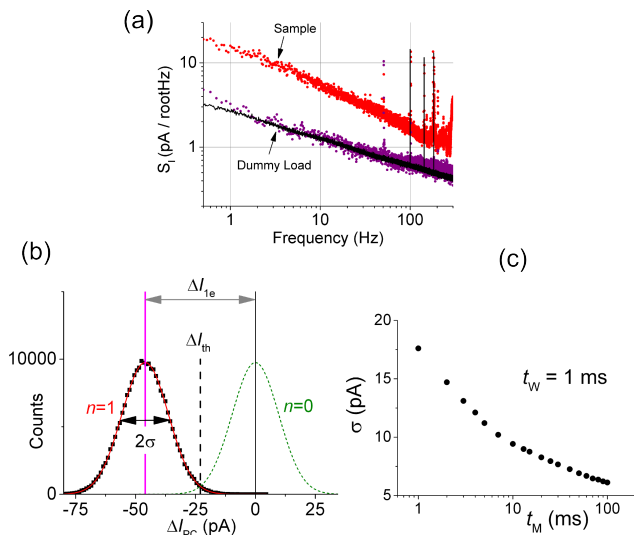 (a)
Sample
Dummy Load
10
1
S_I (pA / rootHz)
1
10
100
Frequency (Hz)
(b)
ΔI_1e
ΔI_th
n=1
n=0
2σ
10000
0
Counts
-75
-50
-25
0
25
ΔI_PC (pA)
(c)
t_W = 1 ms
20
15
10
5
σ (pA)
1
10
100
t_M (ms)